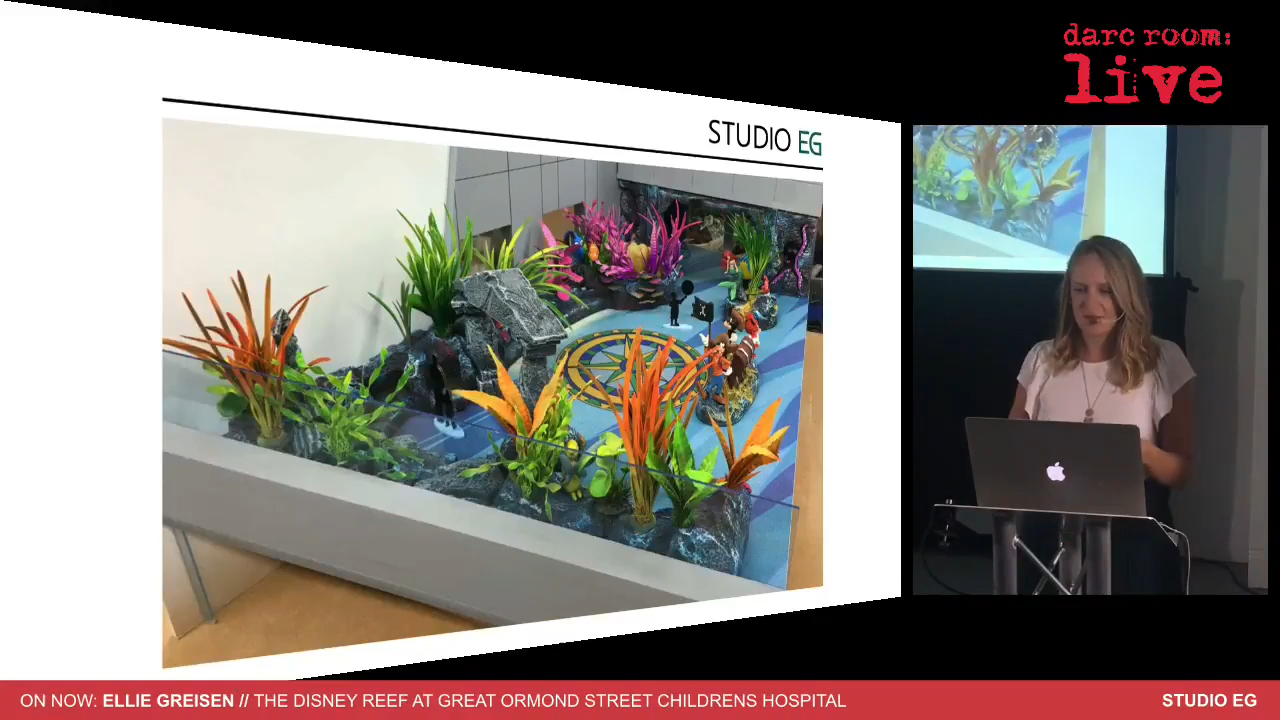 darc room:
live
STUDIO EG
ON NOW: ELLIE GREISEN // THE DISNEY REEF AT GREAT ORMOND STREET CHILDRENS HOSPITAL
STUDIO EG